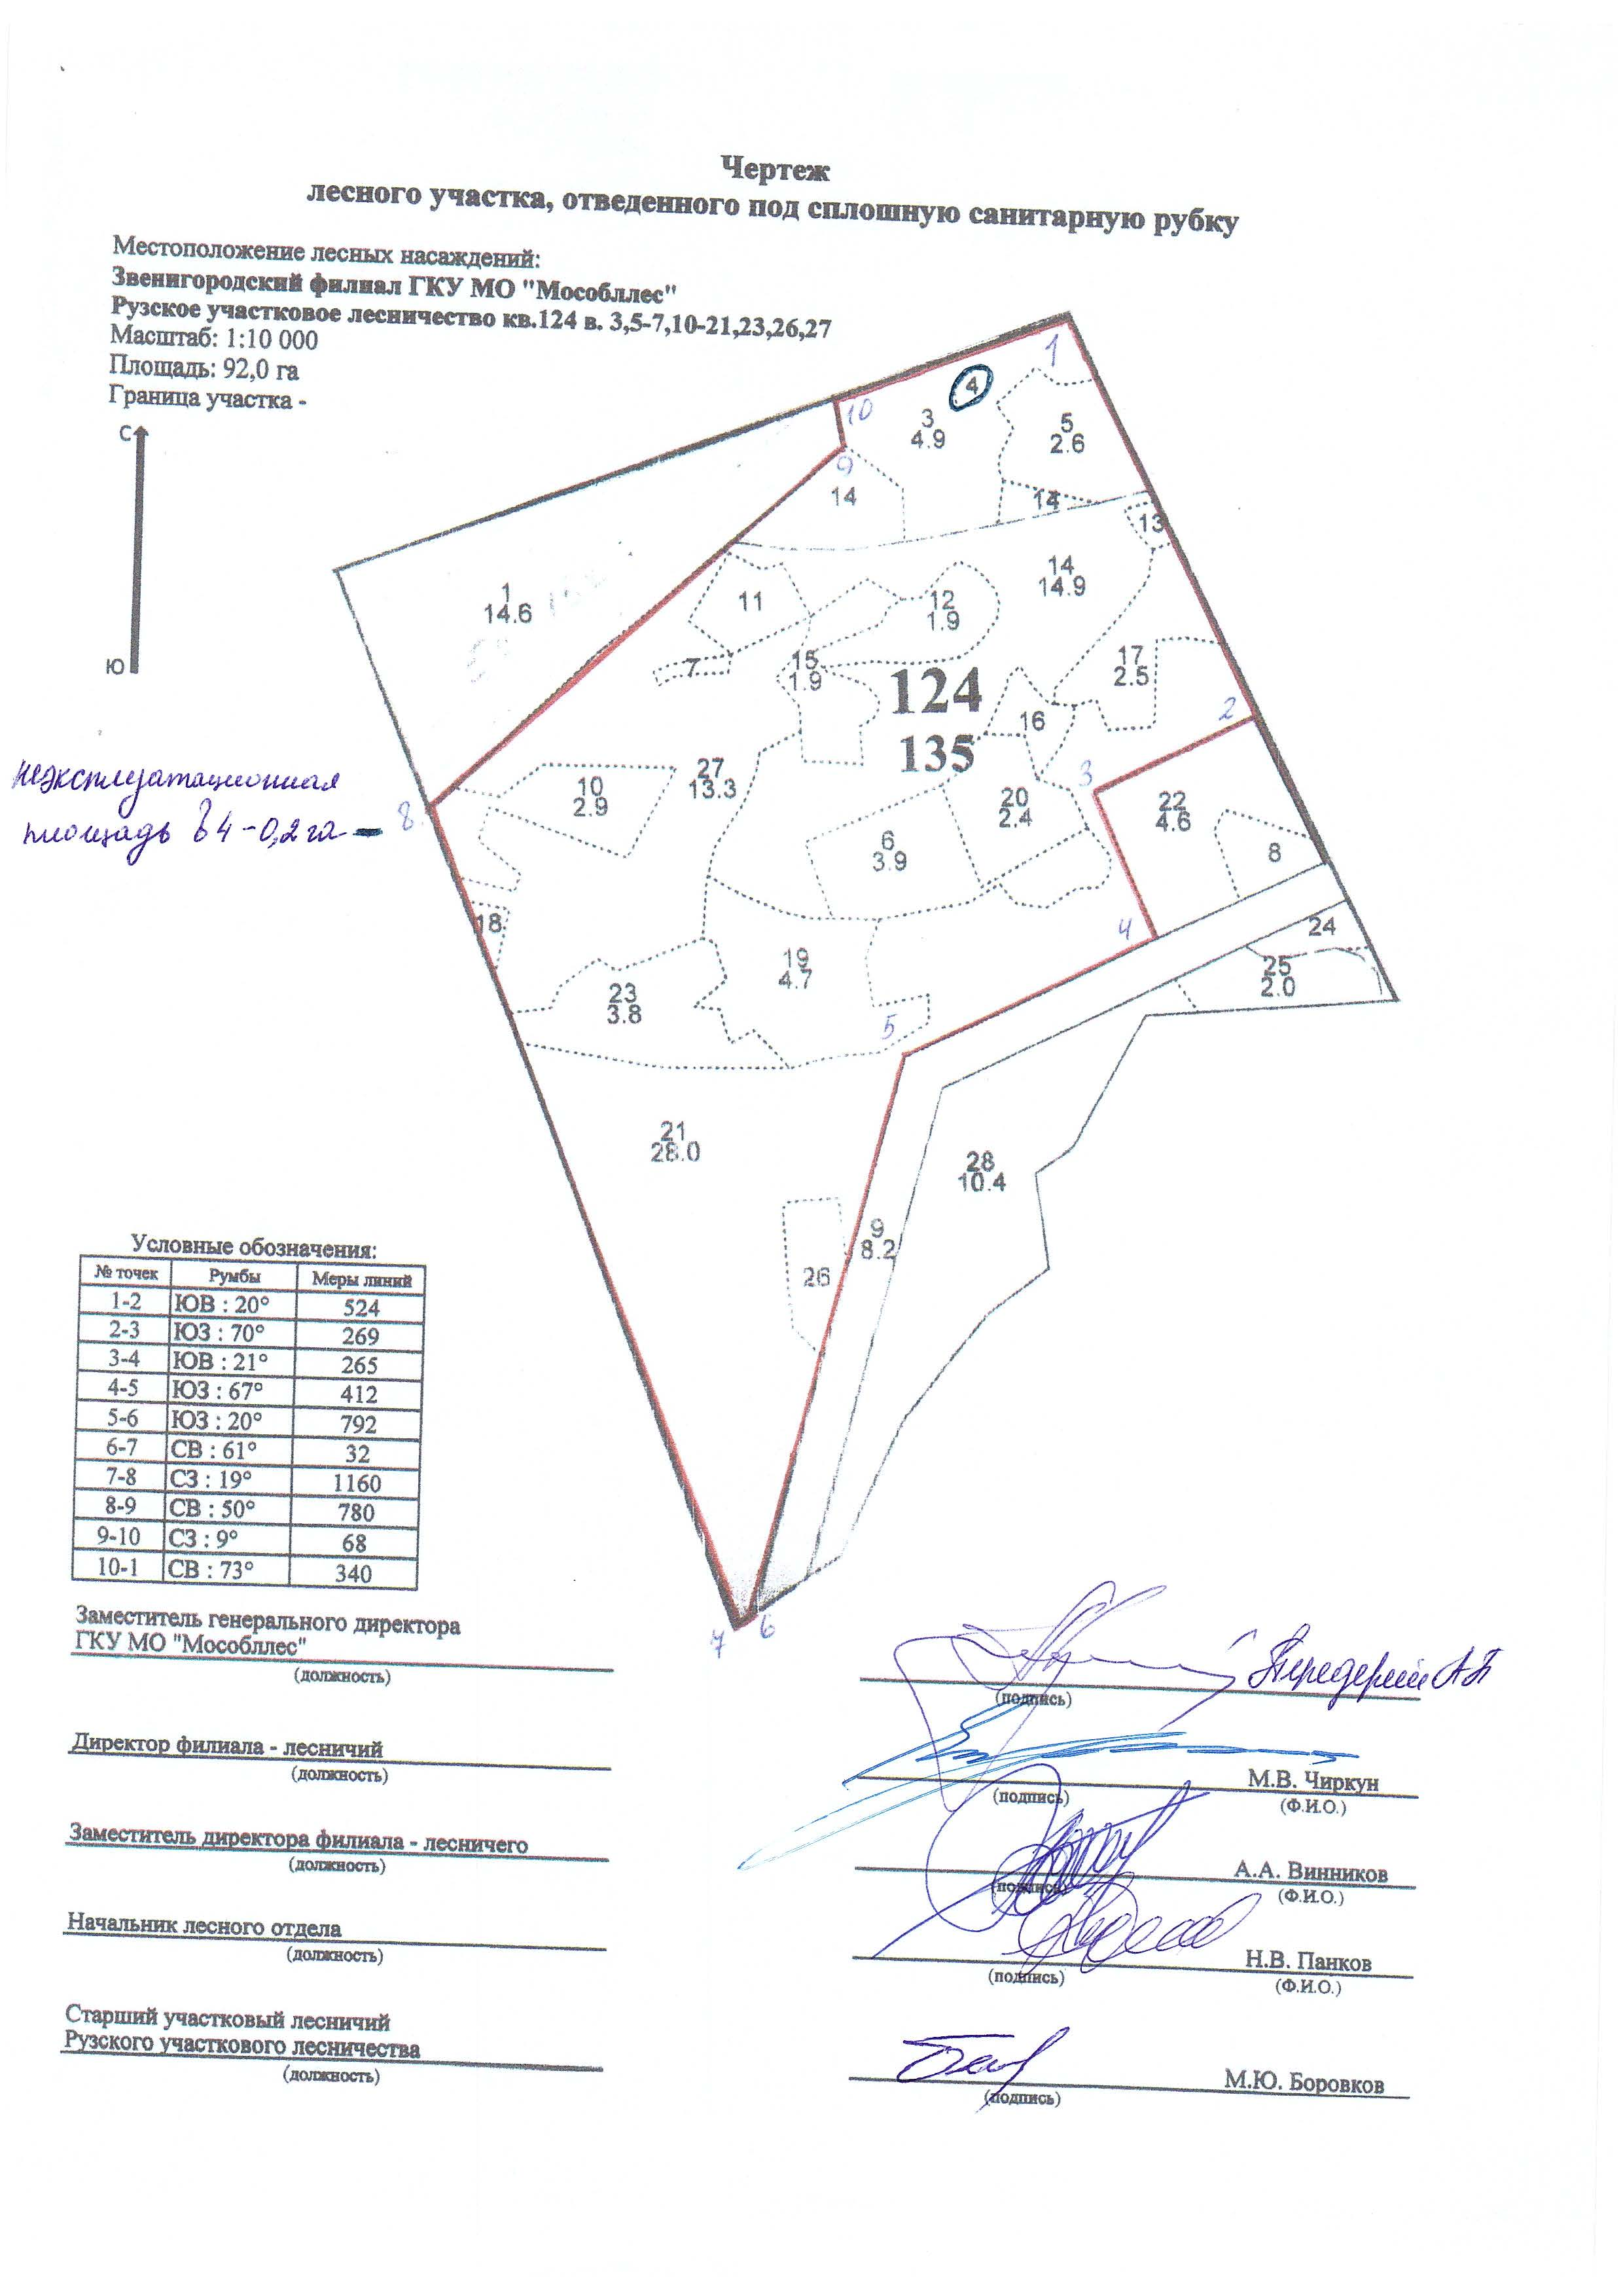 Чертеж
лесного участка, отведенного под сплошную санитарную рубку
Местоположение лесных насаждений:
Звенигородский филиал ГКУ МО "Мособллес"
Рузское участковое лесничество кв.124 в. 3,5-7,10-21,23,26,27
Масштаб: 1:10 000
Площадь: 92,0 га
Граница участка -
С
Ю
1
10
4
3
4.9
5
2.6
9
14
14
13
1
14.6
11
12
1.9
14
14.9
7
15
1.9
17
2.5
124
135
16
2
3
27
13.3
10
2.9
20
2.4
22
4.6
неэксплуатационная
площадь в 4 - 0,2 га
8
6
3.9
8
18
4
24
19
4.7
25
2.0
23
3.8
5
21
28.0
28
10.4
9
8.2
26
7
6
Условные обозначения:
№ точек Румбы Меры линий
1-2 ЮВ : 20° 524
2-3 ЮЗ : 70° 269
3-4 ЮВ : 21° 265
4-5 ЮЗ : 67° 412
5-6 ЮЗ : 20° 792
6-7 СВ : 61° 32
7-8 СЗ : 19° 1160
8-9 СВ : 50° 780
9-10 СЗ : 9° 68
10-1 СВ : 73° 340
Заместитель генерального директора
ГКУ МО "Мособллес"
(должность)
(подпись)
Передерий А.П
Директор филиала - лесничий
(должность)
(подпись)
М.В. Чиркун
(Ф.И.О.)
Заместитель директора филиала - лесничего
(должность)
(подпись)
А.А. Винников
(Ф.И.О.)
Начальник лесного отдела
(должность)
(подпись)
Н.В. Панков
(Ф.И.О.)
Старший участковый лесничий
Рузского участкового лесничества
(должность)
(подпись)
М.Ю. Боровков